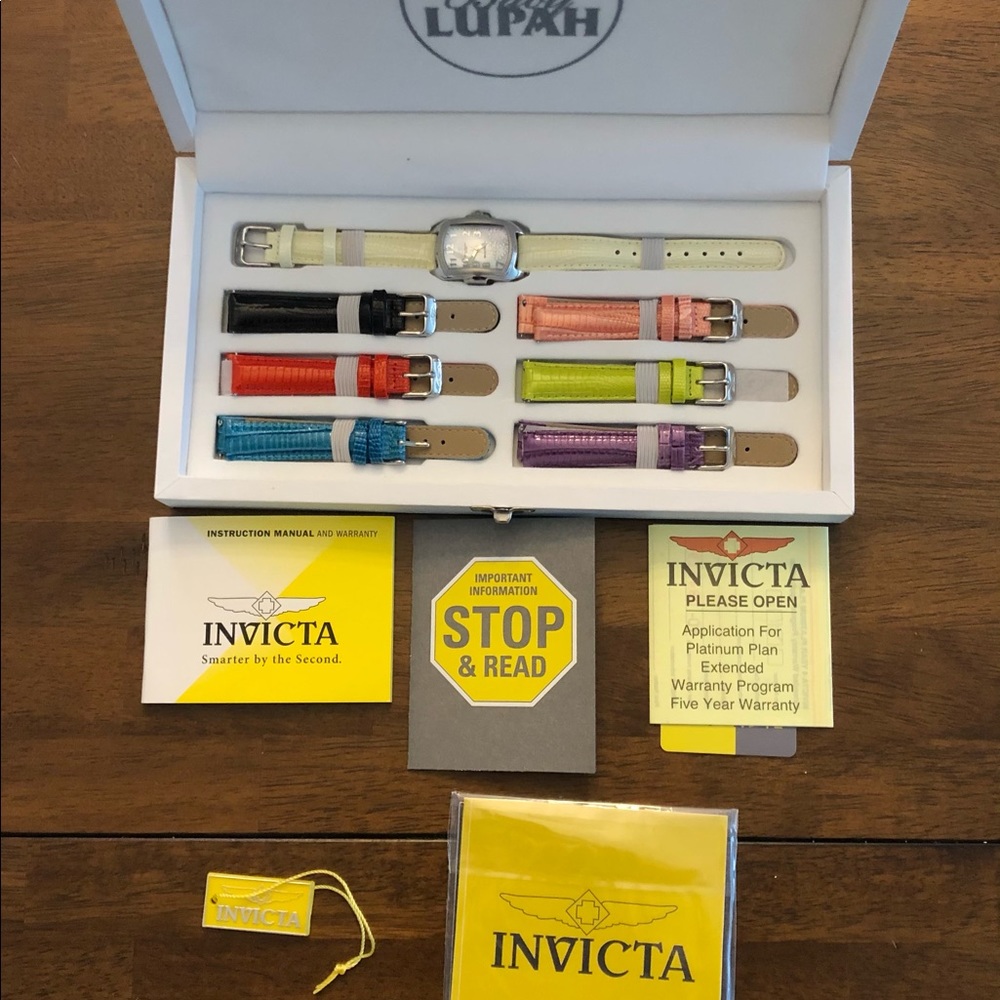 LUPAH
INSTRUCTION MANUAL AND WARRANTY
INVICTA
Smarter by the Second.
IMPORTANT
INFORMATION
STOP
& READ
INVICTA
PLEASE OPEN
Application For
Platinum Plan
Extended
Warranty Program
Five Year Warranty
INVICTA
INVICTA